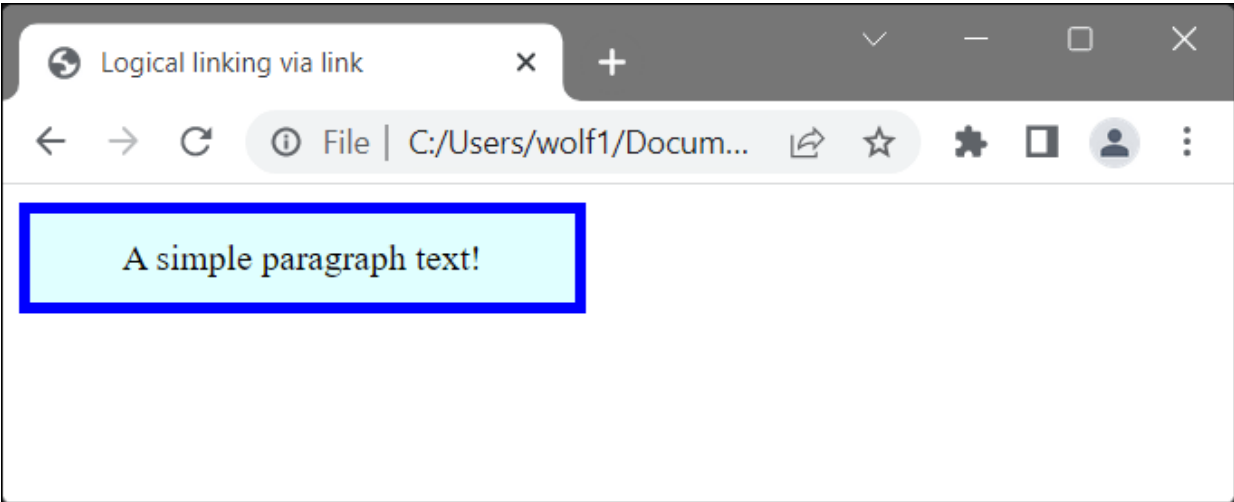 Logical linking via link
File | C:/Users/wolf1/Docum...
A simple paragraph text!